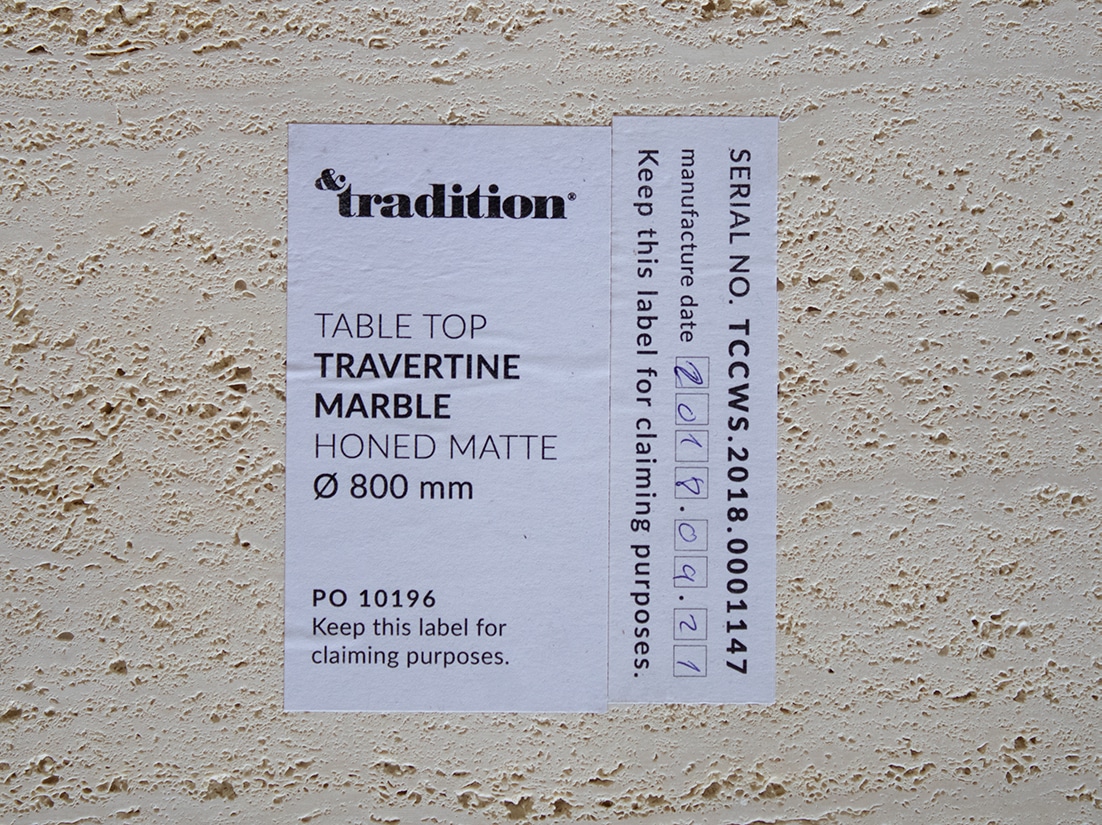 &tradition®
TABLE TOP
TRAVERTINE
MARBLE
HONED MATTE
Ø 800 mm
PO 10196
Keep this label for
claiming purposes.
SERIAL NO. TCCWS.2018.0001147
manufacture date 2018.09.21
Keep this label for claiming purposes.